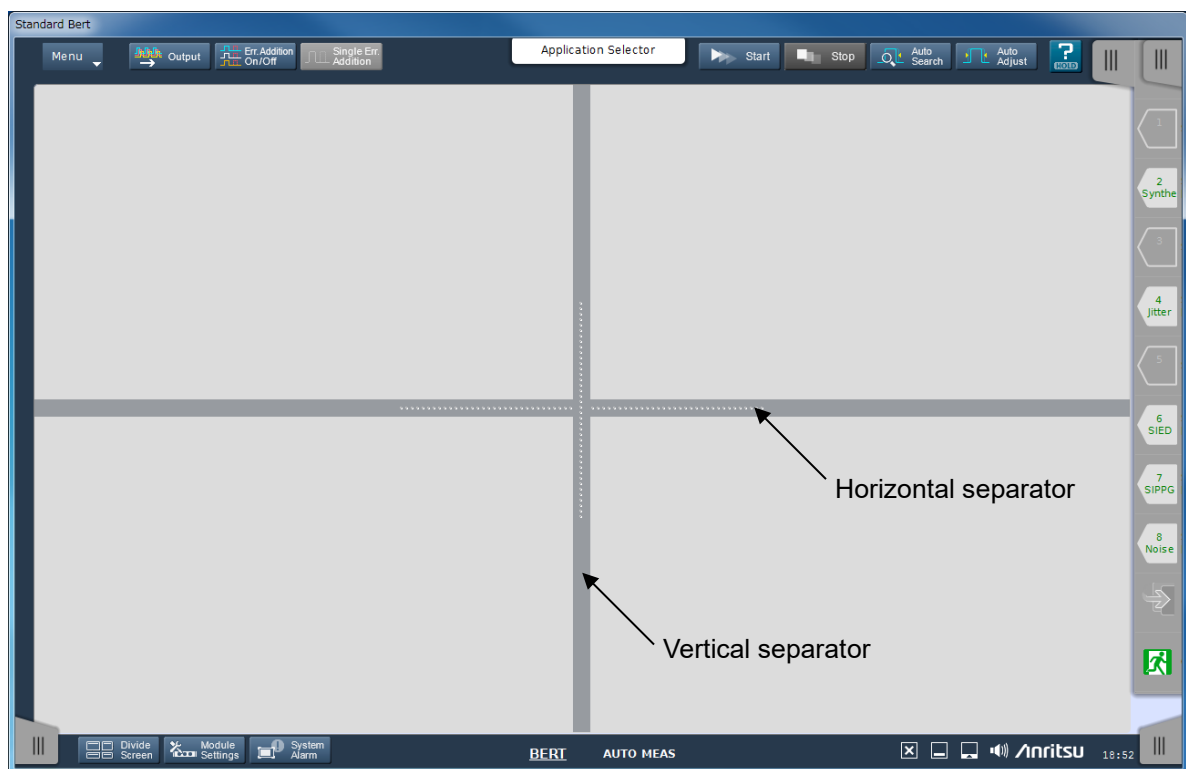 Standard Bert
Menu
Output
Err. Addition
On/Off
Single Err.
Addition
Application Selector
Start
Stop
Auto
Search
Auto
Adjust
?
HOLD
1
2
Synthe
3
4
Jitter
5
6
SIED
7
SIPPG
8
Noise
Horizontal separator
Vertical separator
Divide
Screen
Module
Settings
System
Alarm
BERT
AUTO MEAS
Anritsu
18:52